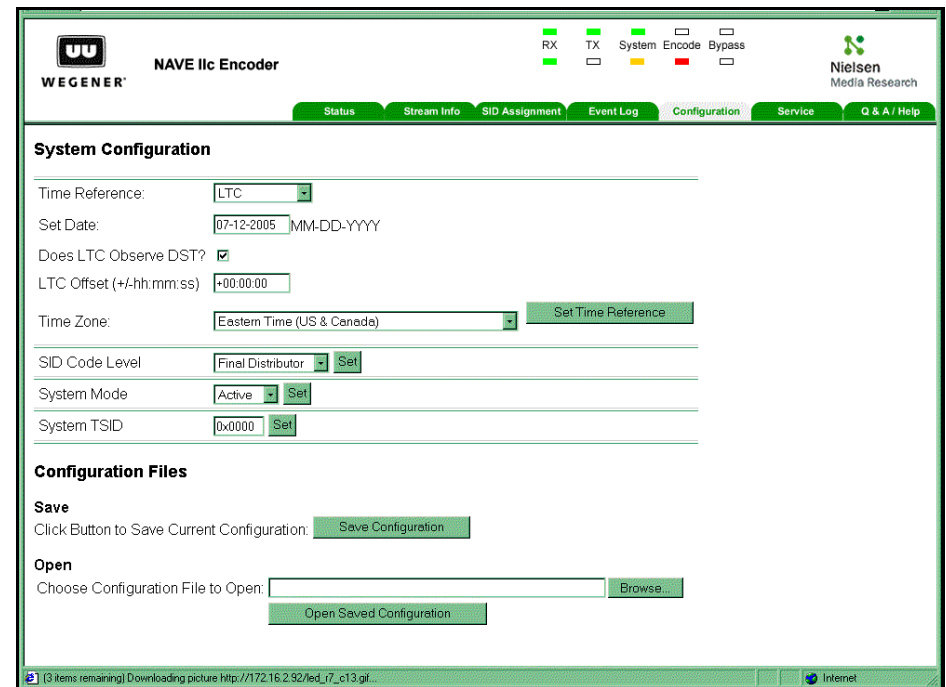 RX TX System Encode Bypass
WEGENER
NAVE IIc Encoder
Nielsen
Media Research
Status Stream Info SID Assignment Event Log Configuration Service Q & A / Help
System Configuration
Time Reference: LTC
Set Date: 07-12-2005 MM-DD-YYYY
Does LTC Observe DST?
LTC Offset (+/-hh:mm:ss) +00:00:00
Time Zone: Eastern Time (US & Canada) Set Time Reference
SID Code Level Final Distributor Set
System Mode Active Set
System TSID 0x0000 Set
Configuration Files
Save
Click Button to Save Current Configuration: Save Configuration
Open
Choose Configuration File to Open: Browse...
Open Saved Configuration
(3 items remaining) Downloading picture http://172.16.2.92/led_r7_c13.gif... Internet